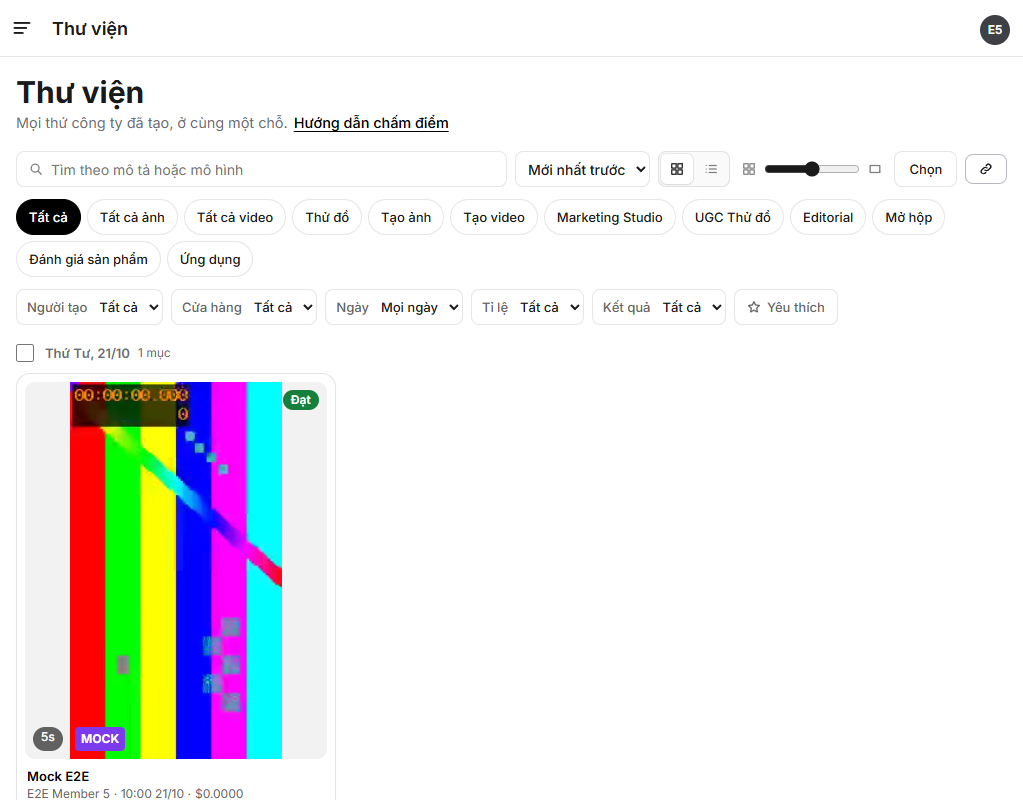 Thư viện
E5
Thư viện
Mọi thứ công ty đã tạo, ở cùng một chỗ. Hướng dẫn chấm điểm
Tìm theo mô tả hoặc mô hình
Mới nhất trước
Chọn
Tất cả
Tất cả ảnh
Tất cả video
Thử đồ
Tạo ảnh
Tạo video
Marketing Studio
UGC Thử đồ
Editorial
Mở hộp
Đánh giá sản phẩm
Ứng dụng
Người tạo Tất cả
Cửa hàng Tất cả
Ngày Mọi ngày
Tỉ lệ Tất cả
Kết quả Tất cả
Yêu thích
Thứ Tư, 21/10 1 mục
00:00:00.000
0
Đạt
5s
MOCK
Mock E2E
E2E Member 5 · 10:00 21/10 · $0.0000